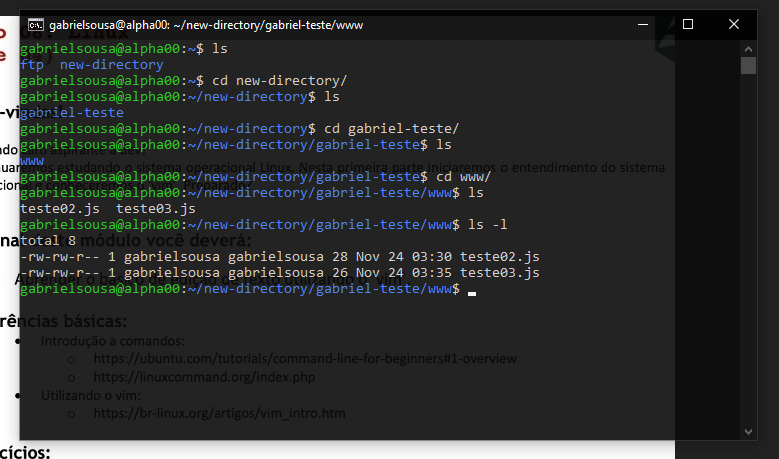 gabrielsousa@alpha00: ~/new-directory/gabriel-teste/www
gabrielsousa@alpha00:~$ ls
ftp  new-directory
gabrielsousa@alpha00:~$ cd new-directory/
gabrielsousa@alpha00:~/new-directory$ ls
gabriel-teste
gabrielsousa@alpha00:~/new-directory$ cd gabriel-teste/
gabrielsousa@alpha00:~/new-directory/gabriel-teste$ ls
www
gabrielsousa@alpha00:~/new-directory/gabriel-teste$ cd www/
gabrielsousa@alpha00:~/new-directory/gabriel-teste/www$ ls
teste02.js  teste03.js
gabrielsousa@alpha00:~/new-directory/gabriel-teste/www$ ls -l
total 8
-rw-rw-r-- 1 gabrielsousa gabrielsousa 28 Nov 24 03:30 teste02.js
-rw-rw-r-- 1 gabrielsousa gabrielsousa 26 Nov 24 03:35 teste03.js
gabrielsousa@alpha00:~/new-directory/gabriel-teste/www$
Linux
estudando o sistema operacional Linux. Nesta primeira parte iniciaremos o entendimento do sistema
módulo você deverá:
rências básicas:
• Introdução a comandos:
o https://ubuntu.com/tutorials/command-line-for-beginners#1-overview
o https://linuxcommand.org/index.php
• Utilizando o vim:
o https://br-linux.org/artigos/vim_intro.htm
cícios: